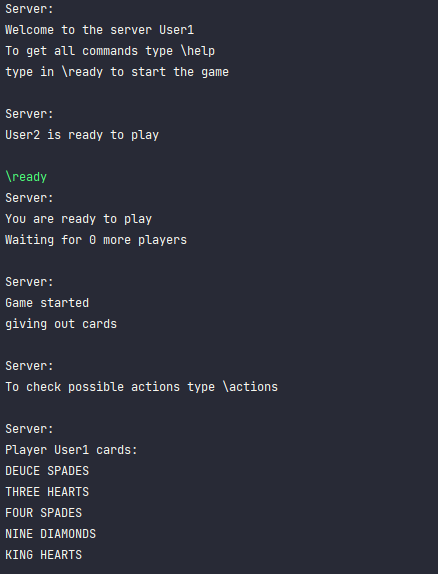 Server:
Welcome to the server User1
To get all commands type \help
type in \ready to start the game
Server:
User2 is ready to play
\ready
Server:
You are ready to play
Waiting for 0 more players
Server:
Game started
giving out cards
Server:
To check possible actions type \actions
Server:
Player User1 cards:
DEUCE SPADES
THREE HEARTS
FOUR SPADES
NINE DIAMONDS
KING HEARTS